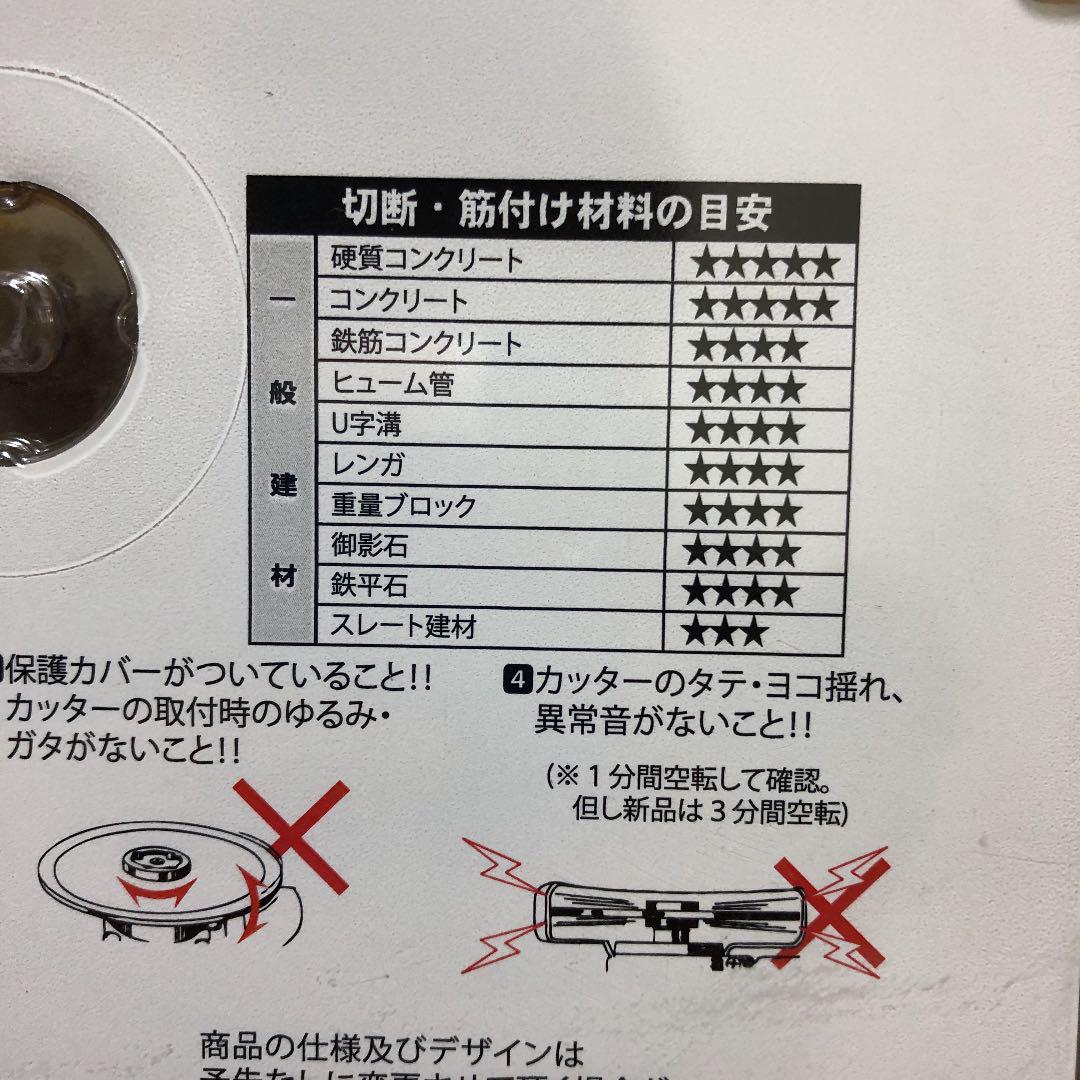 切断・筋付け材料の目安
一般建材
硬質コンクリート ★★★★★
コンクリート ★★★★★
鉄筋コンクリート ★★★★
ヒューム管 ★★★★
U字溝 ★★★★
レンガ ★★★★
重量ブロック ★★★★
御影石 ★★★★
鉄平石 ★★★★
スレート建材 ★★★
保護カバーがついていること!!
カッターの取付時のゆるみ・
ガタがないこと!!
4 カッターのタテ・ヨコ揺れ、
異常音がないこと!!
(※1分間空転して確認。
但し新品は3分間空転)
商品の仕様及びデザインは